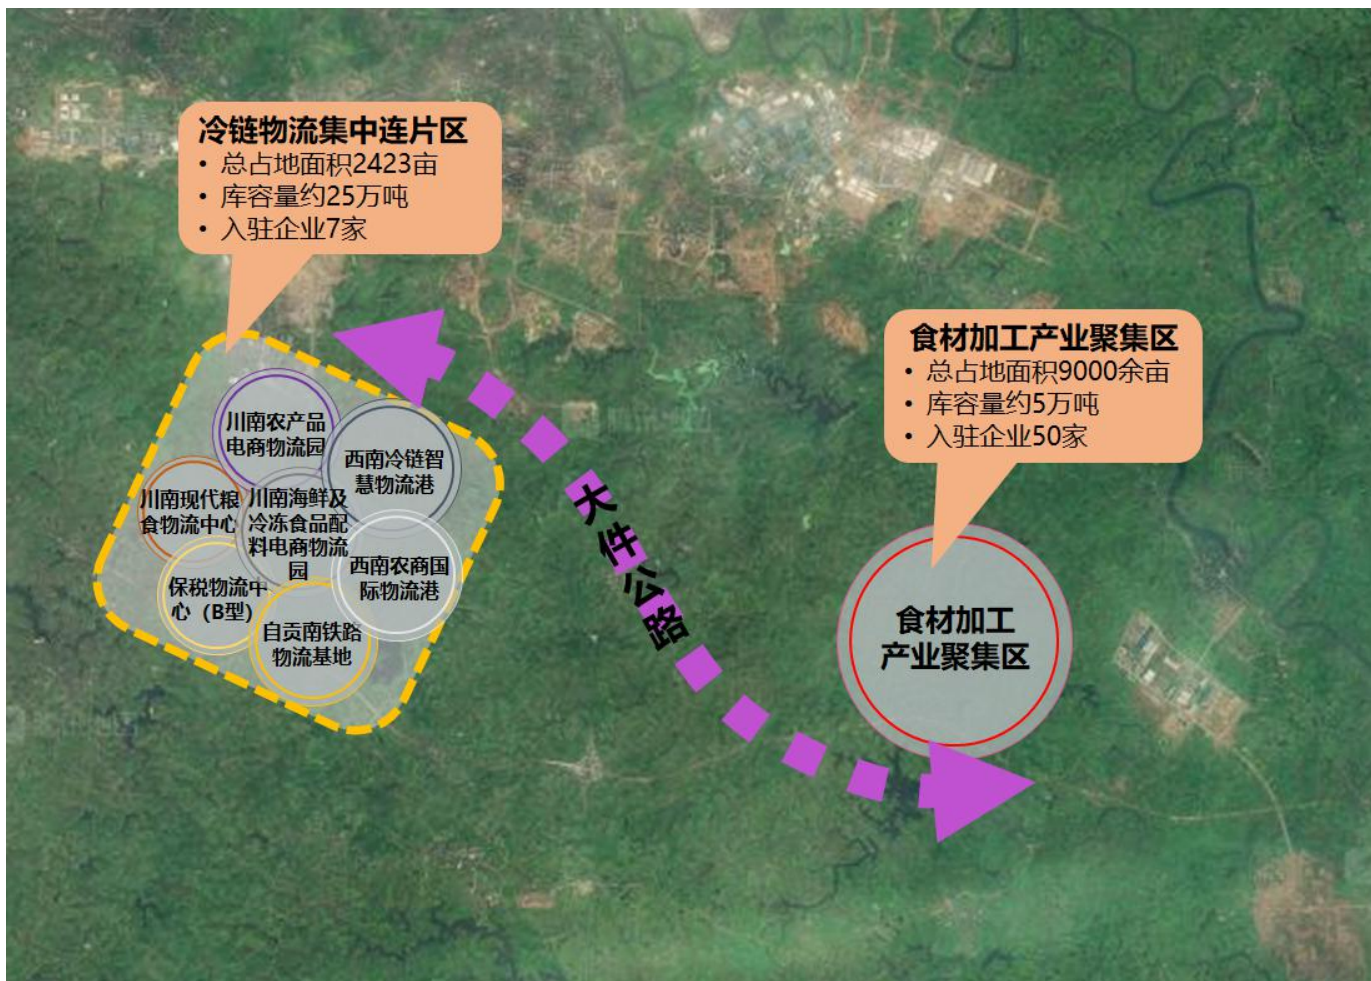 冷链物流集中连片区
• 总占地面积2423亩
• 库容量约25万吨
• 入驻企业7家
食材加工产业聚集区
• 总占地面积9000余亩
• 库容量约5万吨
• 入驻企业50家
川南农产品
电商物流园
西南冷链智
慧物流港
川南现代粮
食物流中心
川南海鲜及
冷冻食品配
料电商物流
园
西南农商国
际物流港
保税物流中
心（B型）
自贡南铁路
物流基地
大件公路
食材加工
产业聚集区